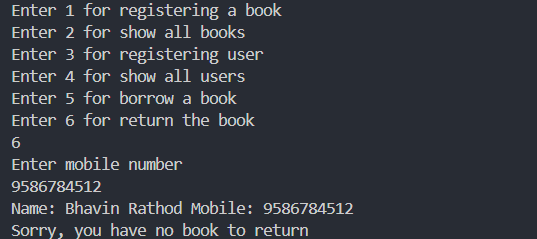 Enter 1 for registering a book
Enter 2 for show all books
Enter 3 for registering user
Enter 4 for show all users
Enter 5 for borrow a book
Enter 6 for return the book
6
Enter mobile number
9586784512
Name: Bhavin Rathod Mobile: 9586784512
Sorry, you have no book to return